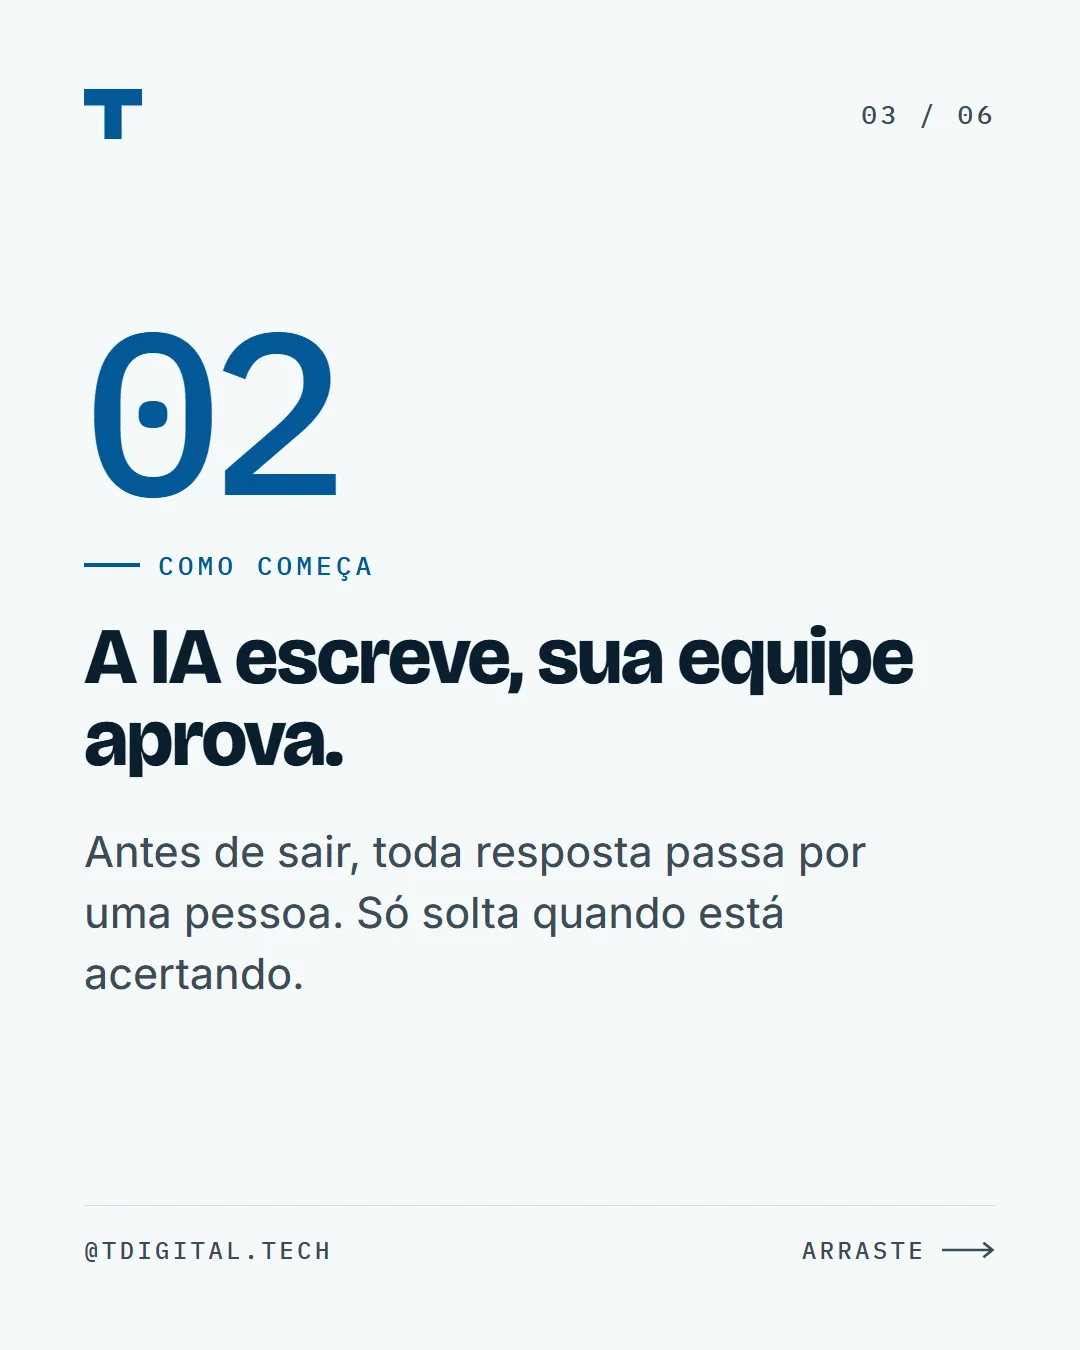 T
03 / 06
02
COMO COMEÇA
A IA escreve, sua equipe
aprova.
Antes de sair, toda resposta passa por
uma pessoa. Só solta quando está
acertando.
@TDIGITAL.TECH
ARRASTE